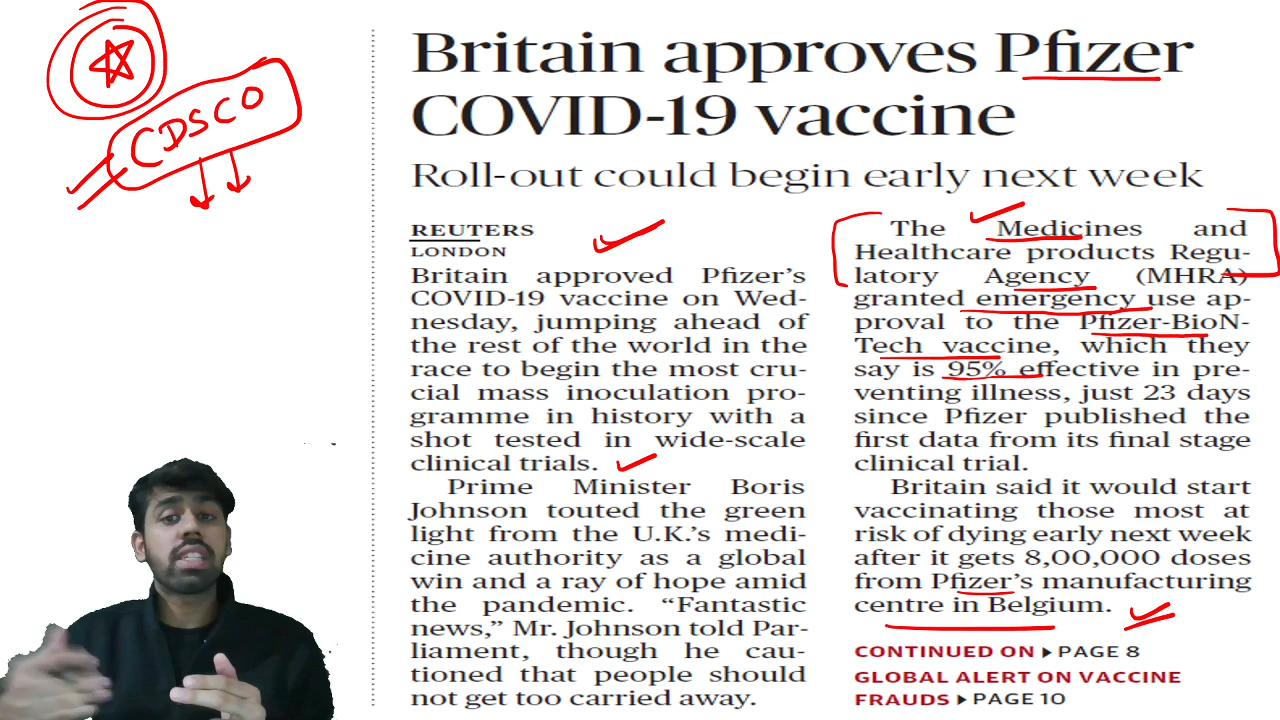 CDSCO
Britain approves Pfizer
COVID-19 vaccine
Roll-out could begin early next week
REUTERS
LONDON
Britain approved Pfizer’s
COVID-19 vaccine on Wed-
nesday, jumping ahead of
the rest of the world in the
race to begin the most cru-
cial mass inoculation pro-
gramme in history with a
shot tested in wide-scale
clinical trials.
Prime Minister Boris
Johnson touted the green
light from the U.K.’s medi-
cine authority as a global
win and a ray of hope amid
the pandemic. “Fantastic
news,” Mr. Johnson told Par-
liament, though he cau-
tioned that people should
not get too carried away.
The Medicines and
Healthcare products Regu-
latory Agency (MHRA)
granted emergency use ap-
proval to the Pfizer-BioN-
Tech vaccine, which they
say is 95% effective in pre-
venting illness, just 23 days
since Pfizer published the
first data from its final stage
clinical trial.
Britain said it would start
vaccinating those most at
risk of dying early next week
after it gets 8,00,000 doses
from Pfizer’s manufacturing
centre in Belgium.
CONTINUED ON PAGE 8
GLOBAL ALERT ON VACCINE
FRAUDS PAGE 10